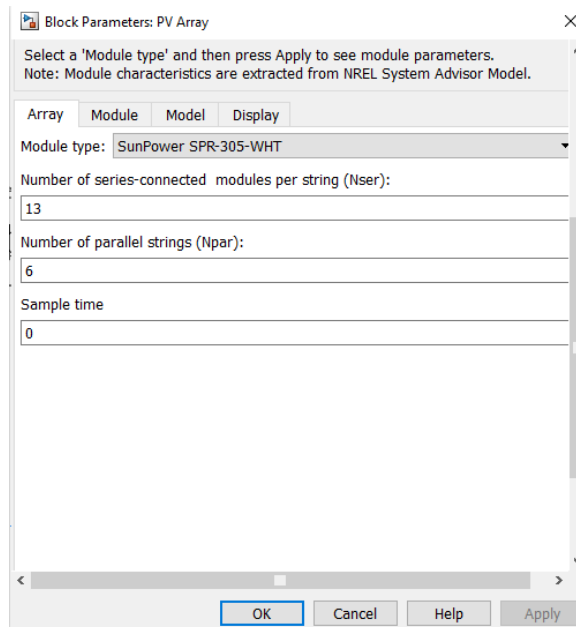 Block Parameters: PV Array
Select a 'Module type' and then press Apply to see module parameters.
Note: Module characteristics are extracted from NREL System Advisor Model.
Array Module Model Display
Module type: SunPower SPR-305-WHT
Number of series-connected modules per string (Nser):
13
Number of parallel strings (Npar):
6
Sample time
0
OK Cancel Help Apply